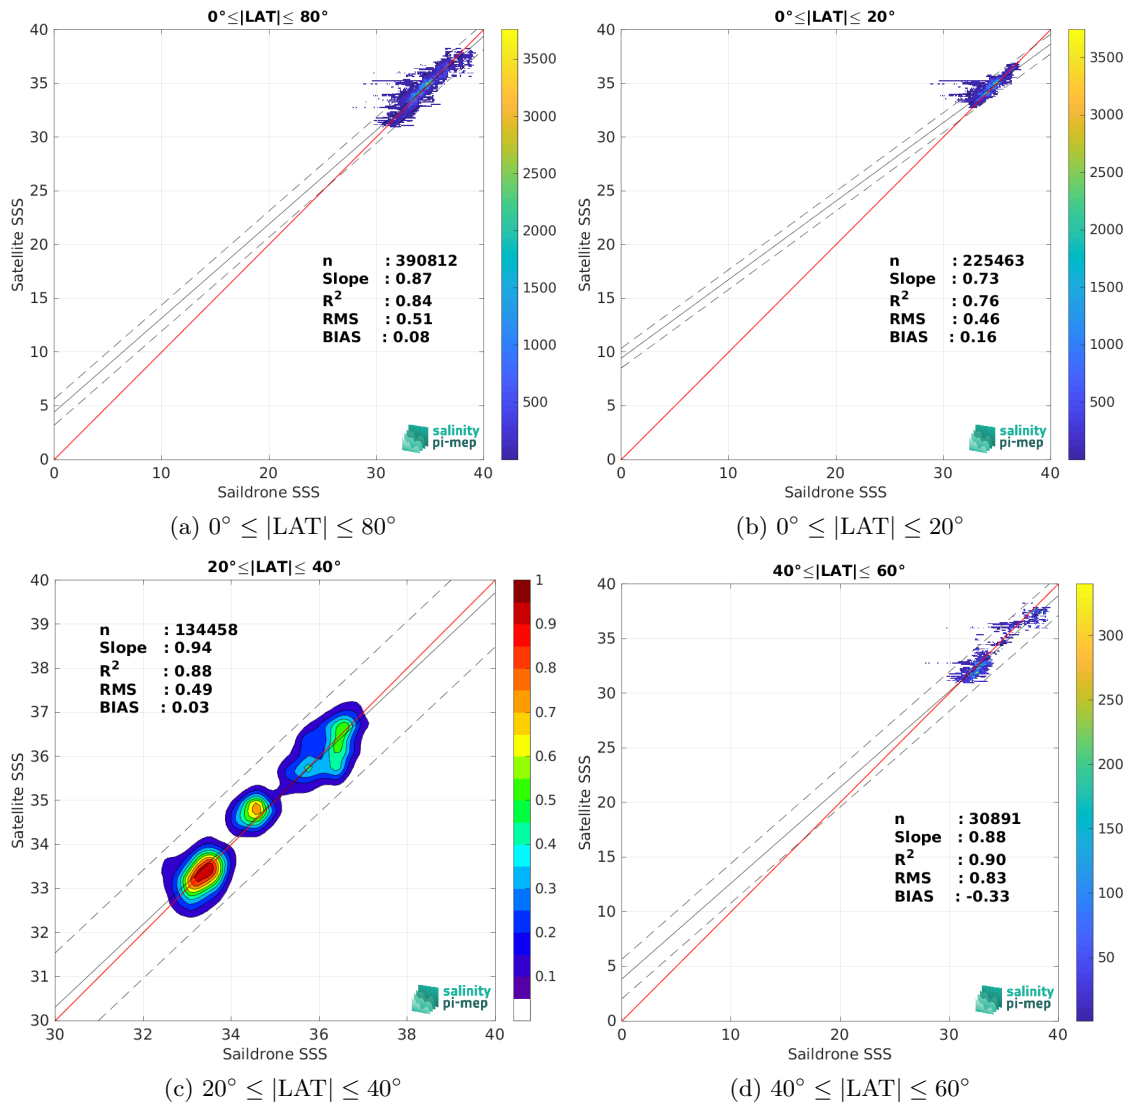 0°≤|LAT|≤ 80°
40
35
30
25
20
15
10
5
0
Satellite SSS
n : 390812
Slope : 0.87
R² : 0.84
RMS : 0.51
BIAS : 0.08
salinity
pi-mep
0 10 20 30 40
Saildrone SSS
3500
3000
2500
2000
1500
1000
500
(a) 0° ≤ |LAT| ≤ 80°
0°≤|LAT|≤ 20°
40
35
30
25
20
15
10
5
0
Satellite SSS
n : 225463
Slope : 0.73
R² : 0.76
RMS : 0.46
BIAS : 0.16
salinity
pi-mep
0 10 20 30 40
Saildrone SSS
3500
3000
2500
2000
1500
1000
500
(b) 0° ≤ |LAT| ≤ 20°
20°≤|LAT|≤ 40°
40
39
38
37
36
35
34
33
32
31
30
Satellite SSS
n : 134458
Slope : 0.94
R² : 0.88
RMS : 0.49
BIAS : 0.03
salinity
pi-mep
30 32 34 36 38 40
Saildrone SSS
1
0.9
0.8
0.7
0.6
0.5
0.4
0.3
0.2
0.1
(c) 20° ≤ |LAT| ≤ 40°
40°≤|LAT|≤ 60°
40
35
30
25
20
15
10
5
0
Satellite SSS
n : 30891
Slope : 0.88
R² : 0.90
RMS : 0.83
BIAS : -0.33
salinity
pi-mep
0 10 20 30 40
Saildrone SSS
300
250
200
150
100
50
(d) 40° ≤ |LAT| ≤ 60°